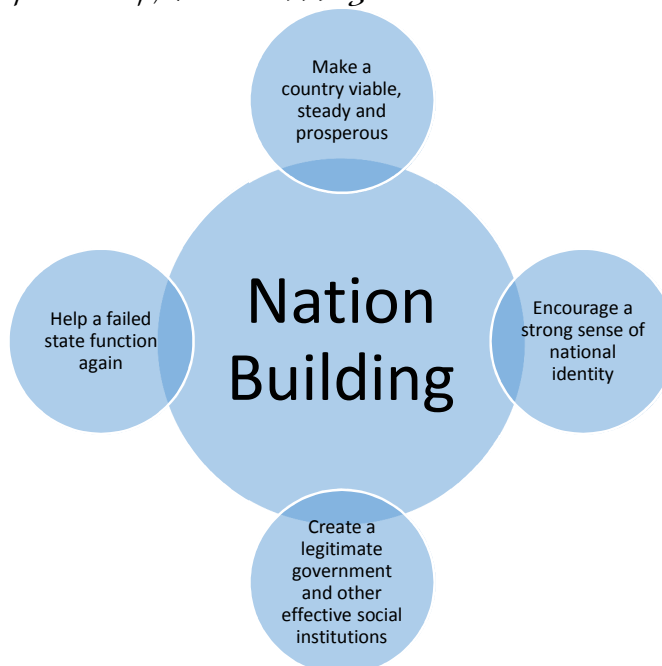 Make a
country viable,
steady and
prosperous
Nation
Building
Help a failed
state function
again
Encourage a
strong sense of
national
identity
Create a
legitimate
government
and other
effective social
institutions